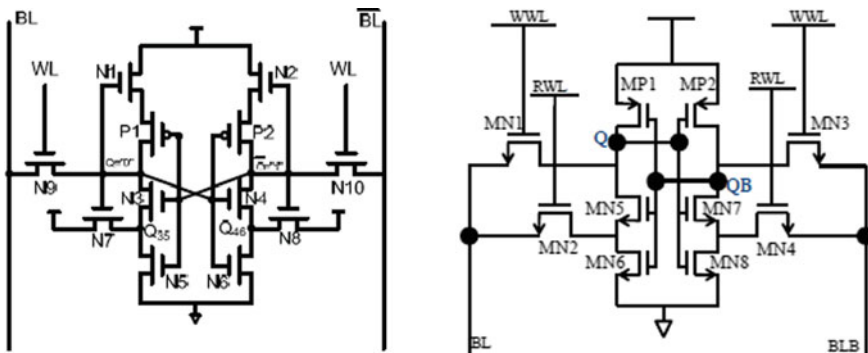 BL
BL
WL
WL
N1
N2
P1
P2
N9
N10
N3
N4
N7
N8
Q35
Q46
N5
N6
WWL
WWL
RWL
RWL
MP1
MP2
MN1
MN3
Q
QB
MN5
MN7
MN2
MN4
MN6
MN8
BL
BLB